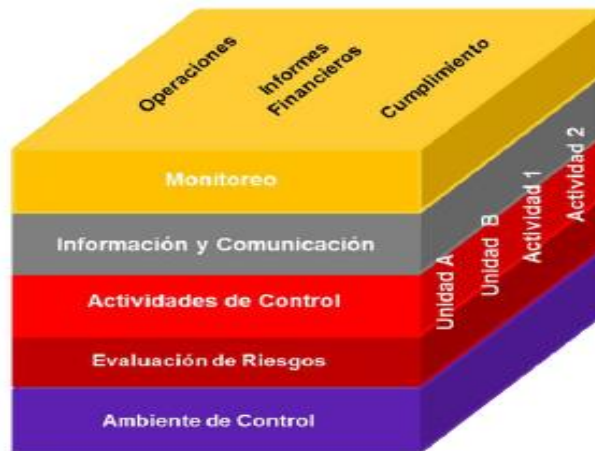 Operaciones
Informes
Financieros
Cumplimiento
Monitoreo
Información y Comunicación
Actividades de Control
Evaluación de Riesgos
Ambiente de Control
Unidad A
Unidad B
Actividad 1
Actividad 2